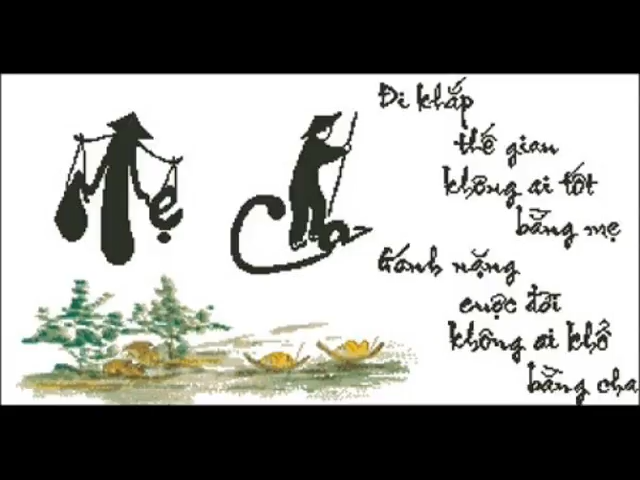 Mẹ Cha
Đi khắp
thế gian
không ai tốt
bằng mẹ
Gánh nặng
cuộc đời
không ai khổ
bằng cha